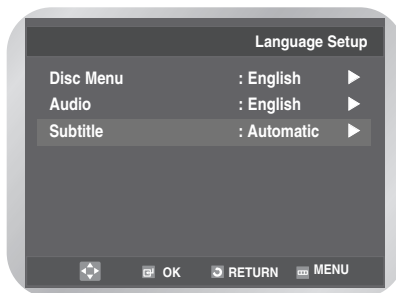 Language Setup
Disc Menu : English ▶
Audio : English ▶
Subtitle : Automatic ▶
OK RETURN MENU